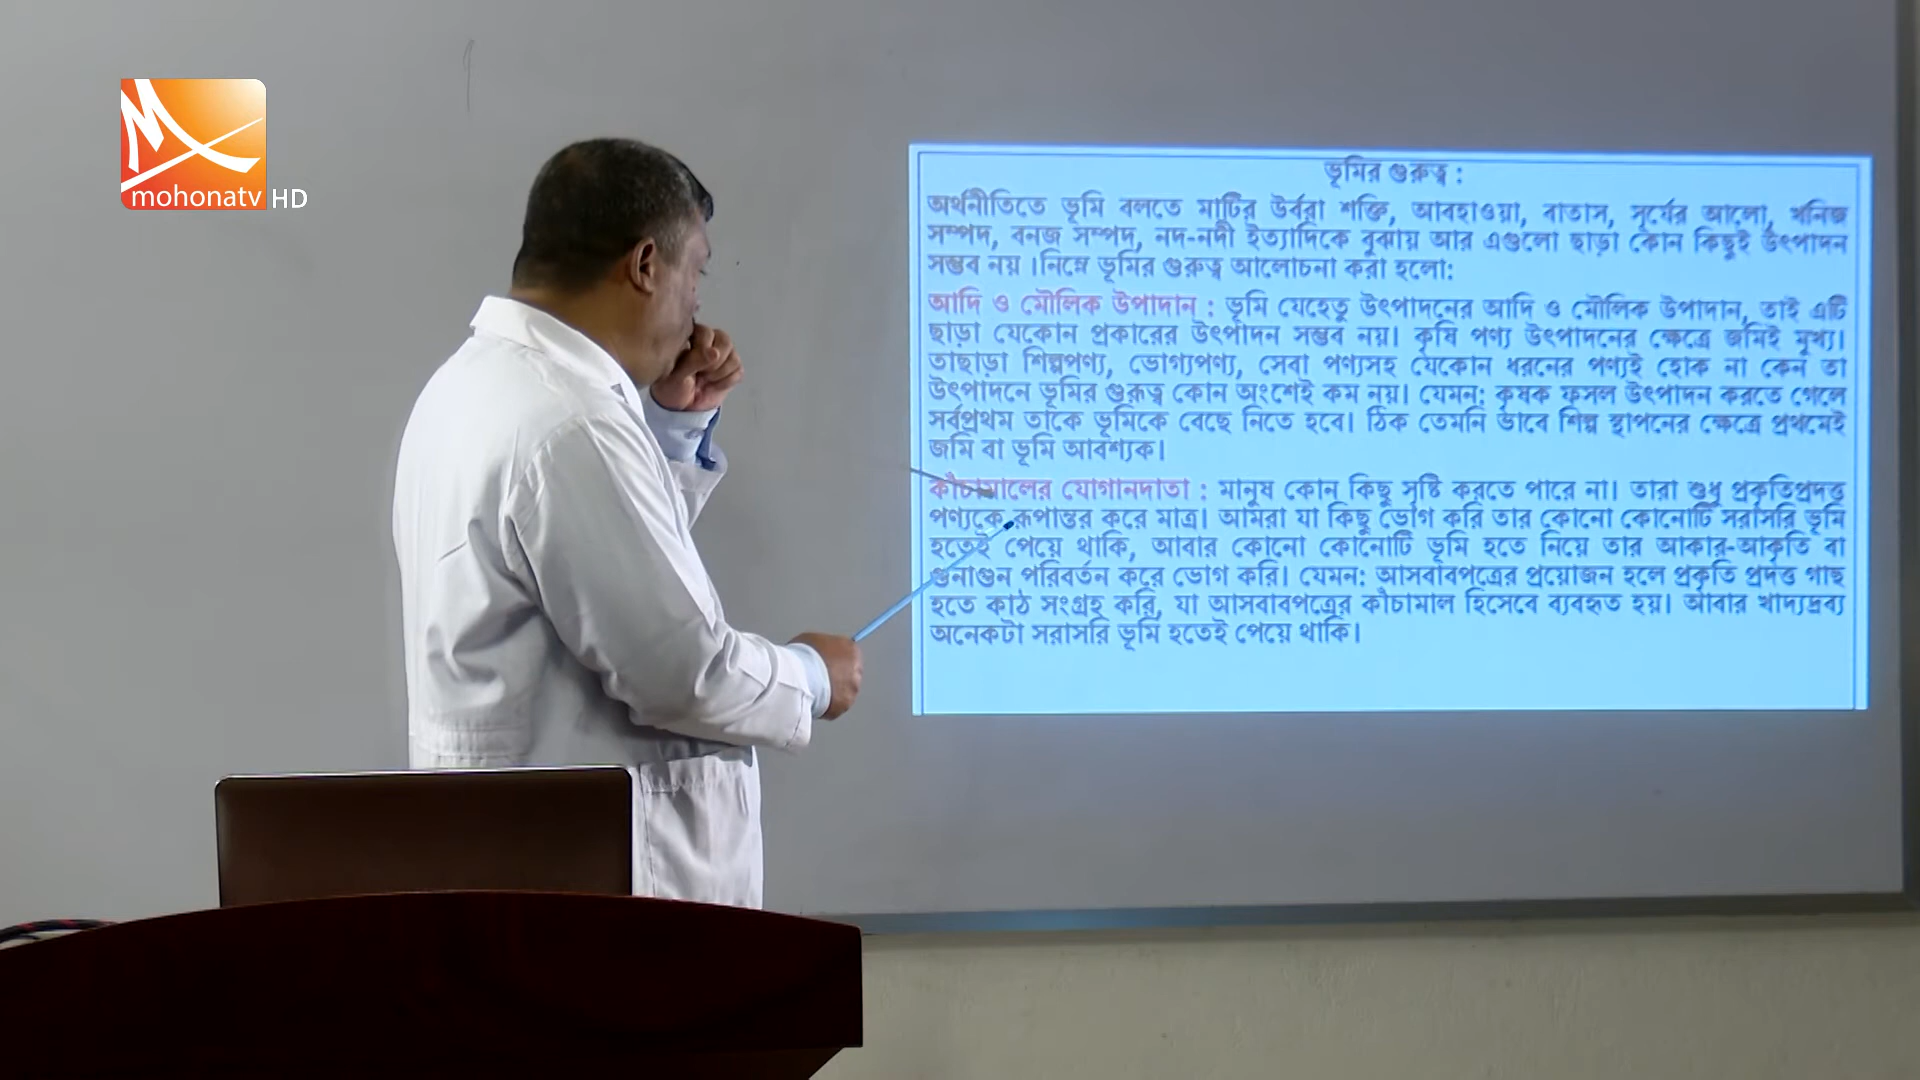 mohonatv HD
ভূমির গুরুত্ব :
অর্থনীতিতে ভূমি বলতে মাটির উর্বরা শক্তি, আবহাওয়া, বাতাস, সূর্যের আলো, খনিজ
সম্পদ, বনজ সম্পদ, নদ-নদী ইত্যাদিকে বুঝায় আর এগুলো ছাড়া কোন কিছুই উৎপাদন
সম্ভব নয় ।নিম্নে ভূমির গুরুত্ব আলোচনা করা হলো:
আদি ও মৌলিক উপাদান : ভূমি যেহেতু উৎপাদনের আদি ও মৌলিক উপাদান, তাই এটি
ছাড়া যেকোন প্রকারের উৎপাদন সম্ভব নয়। কৃষি পণ্য উৎপাদনের ক্ষেত্রে জমিই মুখ্য।
তাছাড়া শিল্পপণ্য, ভোগ্যপণ্য, সেবা পণ্যসহ যেকোন ধরনের পণ্যই হোক না কেন তা
উৎপাদনে ভূমির গুরুত্ব কোন অংশেই কম নয়। যেমন: কৃষক ফসল উৎপাদন করতে গেলে
সর্বপ্রথম তাকে ভূমিকে বেছে নিতে হবে। ঠিক তেমনি ভাবে শিল্প স্থাপনের ক্ষেত্রে প্রথমেই
জমি বা ভূমি আবশ্যক।
কাঁচামালের যোগানদাতা : মানুষ কোন কিছু সৃষ্টি করতে পারে না। তারা শুধু প্রকৃতিপ্রদত্ত
পণ্যকে রূপান্তর করে মাত্র। আমরা যা কিছু ভোগ করি তার কোনো কোনোটি সরাসরি ভূমি
হতেই পেয়ে থাকি, আবার কোনো কোনোটি ভূমি হতে নিয়ে তার আকার-আকৃতি বা
গুনাগুন পরিবর্তন করে ভোগ করি। যেমন: আসবাবপত্রের প্রয়োজন হলে প্রকৃতি প্রদত্ত গাছ
হতে কাঠ সংগ্রহ করি, যা আসবাবপত্রের কাঁচামাল হিসেবে ব্যবহৃত হয়। আবার খাদ্যদ্রব্য
অনেকটা সরাসরি ভূমি হতেই পেয়ে থাকি।